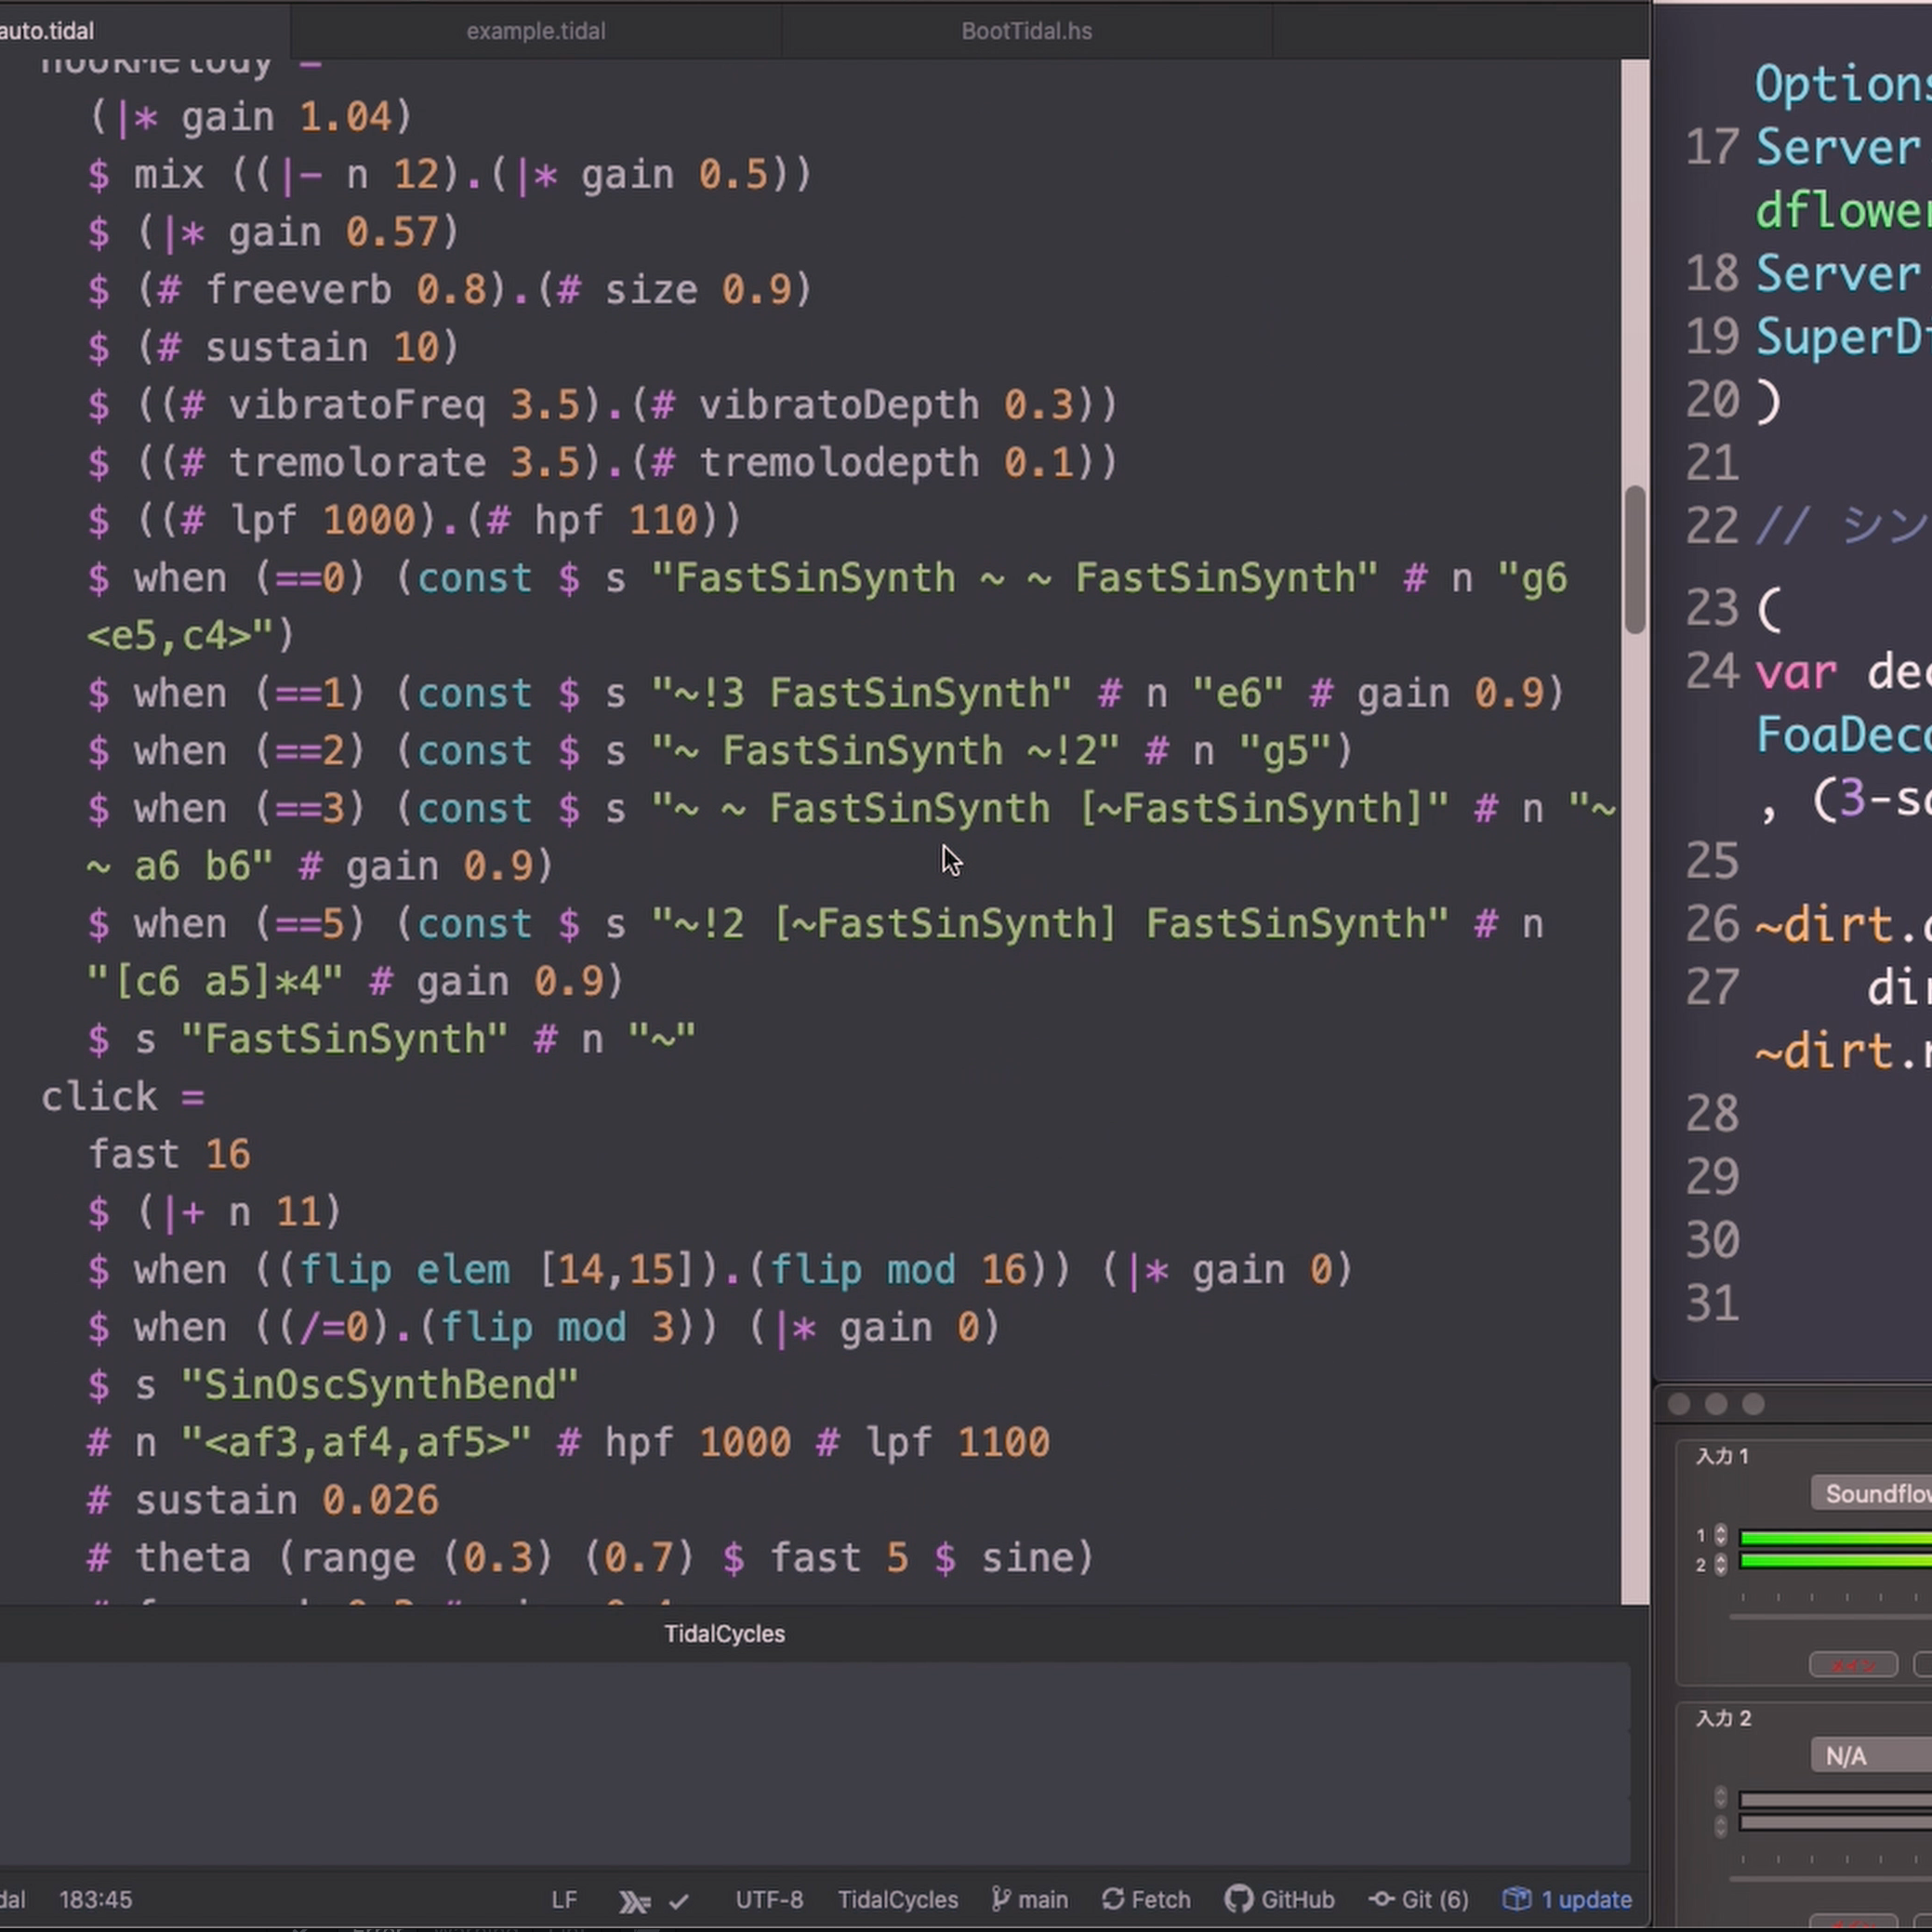 auto.tidal
example.tidal
BootTidal.hs
hookMelody =
(|* gain 1.04)
$ mix ((|- n 12).(|* gain 0.5))
$ (|* gain 0.57)
$ (# freeverb 0.8).(# size 0.9)
$ (# sustain 10)
$ ((# vibratoFreq 3.5).(# vibratoDepth 0.3))
$ ((# tremolorate 3.5).(# tremolodepth 0.1))
$ ((# lpf 1000).(# hpf 110))
$ when (==0) (const $ s "FastSinSynth ~ ~ FastSinSynth" # n "g6
<e5,c4>")
$ when (==1) (const $ s "~!3 FastSinSynth" # n "e6" # gain 0.9)
$ when (==2) (const $ s "~ FastSinSynth ~!2" # n "g5")
$ when (==3) (const $ s "~ ~ FastSinSynth [~FastSinSynth]" # n "~
~ a6 b6" # gain 0.9)
$ when (==5) (const $ s "~!2 [~FastSinSynth] FastSinSynth" # n
"[c6 a5]*4" # gain 0.9)
$ s "FastSinSynth" # n "~"
click =
fast 16
$ (|+ n 11)
$ when ((flip elem [14,15]).(flip mod 16)) (|* gain 0)
$ when ((/=0).(flip mod 3)) (|* gain 0)
$ s "SinOscSynthBend"
# n "<af3,af4,af5>" # hpf 1000 # lpf 1100
# sustain 0.026
# theta (range (0.3) (0.7) $ fast 5 $ sine)
TidalCycles
dal 183:45 LF UTF-8 TidalCycles main Fetch GitHub Git (6) 1 update
Options
17 Server
dflower
18 Server
19 SuperDi
20 )
21
22 // シン
23 (
24 var dec
FoaDeco
, (3-sc
25
26 ~dirt.
27 dir
~dirt.r
28
29
30
31
入力 1
Soundflow
1
2
メイン
入力 2
N/A